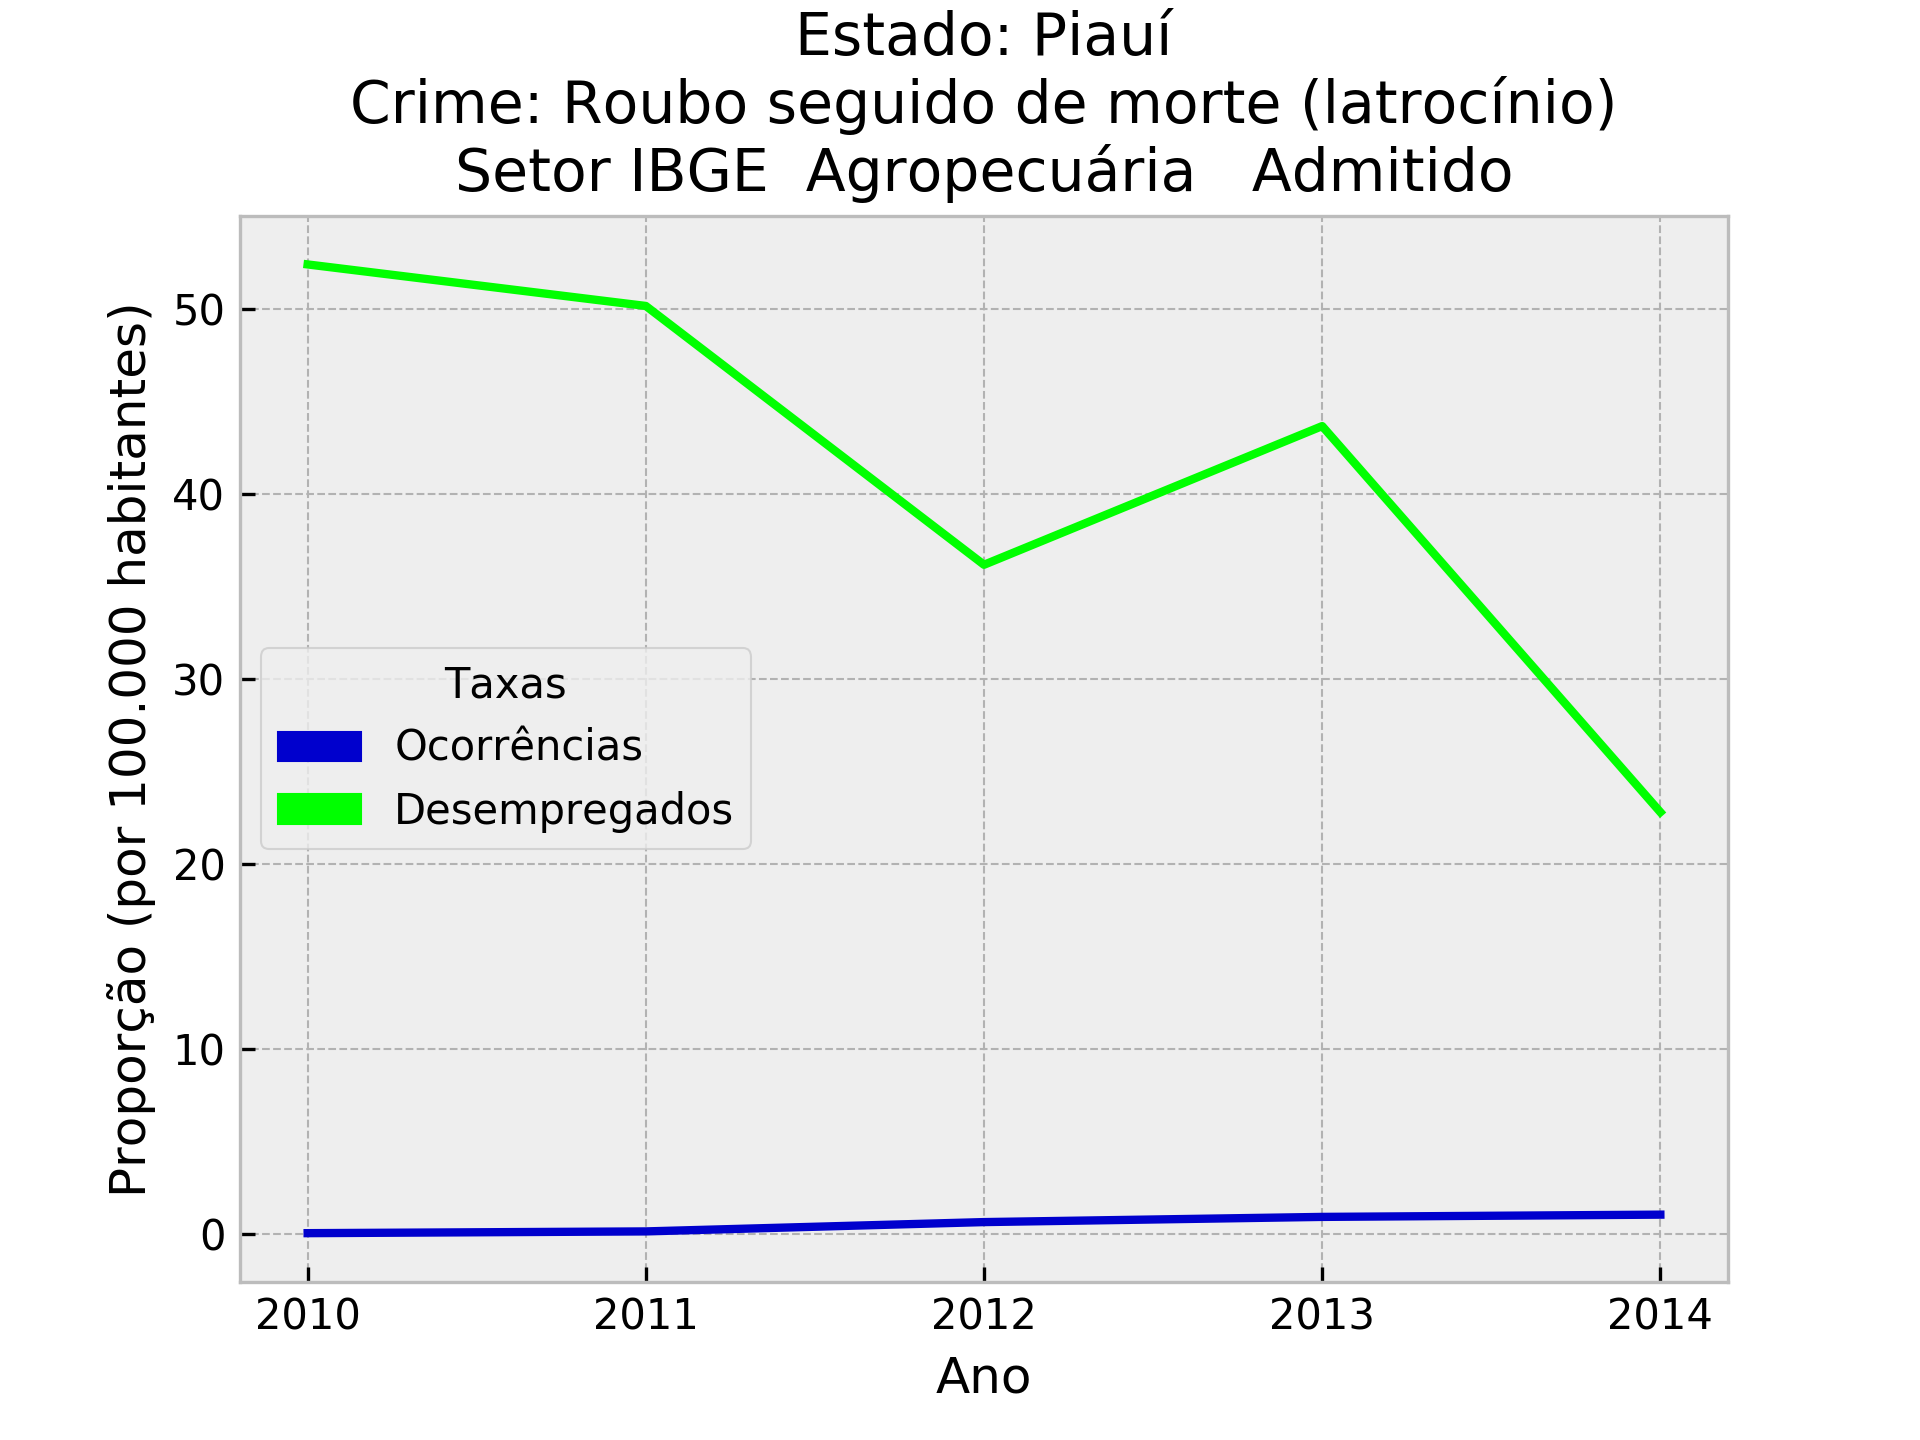 Estado: Piauí
Crime: Roubo seguido de morte (latrocínio)
Setor IBGE  Agropecuária   Admitido
Proporção (por 100.000 habitantes)
50
40
30
20
10
0
Taxas
Ocorrências
Desempregados
2010 2011 2012 2013 2014
Ano